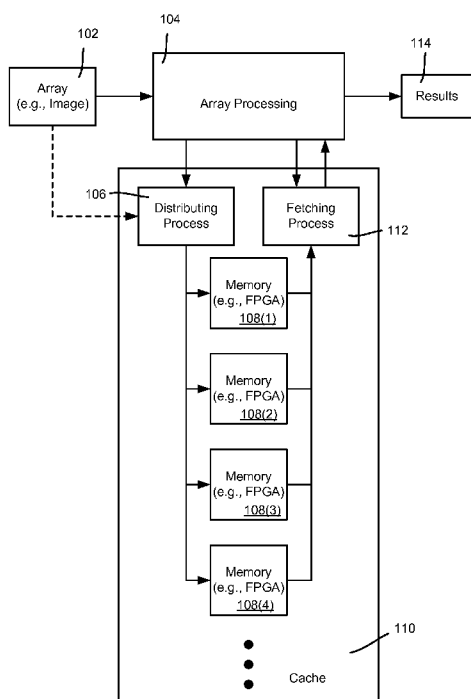 102
104
114
Array
(e.g., Image)
Array Processing
Results
106
Distributing
Process
Fetching
Process
112
Memory
(e.g., FPGA)
108(1)
Memory
(e.g., FPGA)
108(2)
Memory
(e.g., FPGA)
108(3)
Memory
(e.g., FPGA)
108(4)
110
Cache